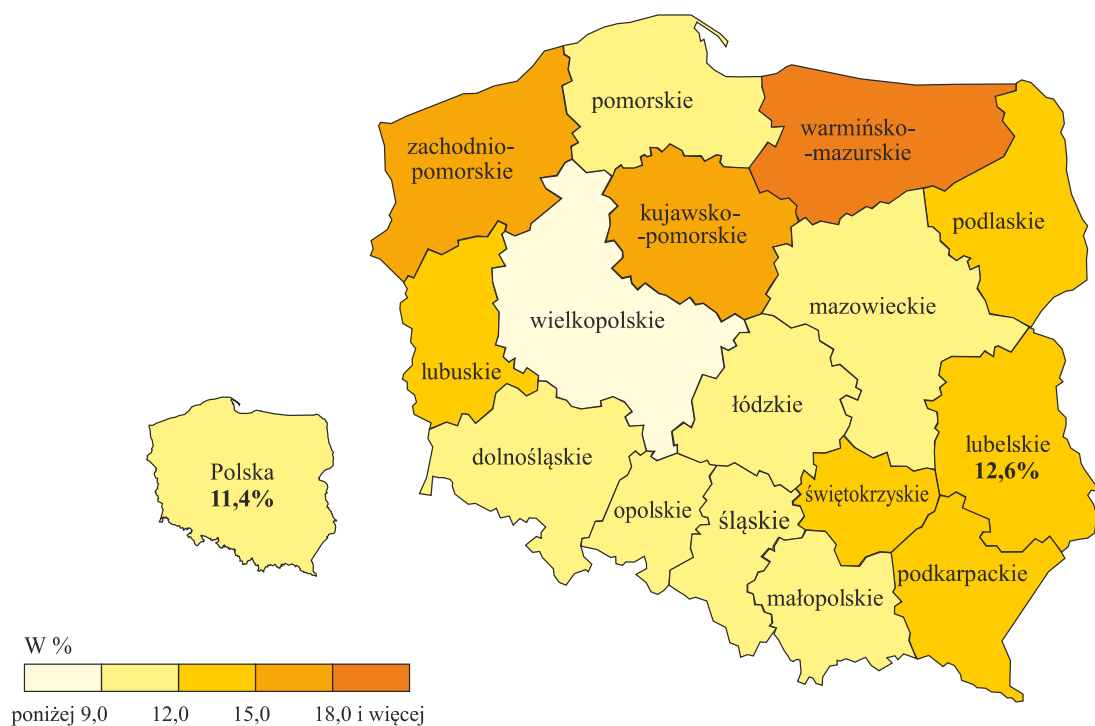 pomorskie
zachodnio-
pomorskie
warmińsko-
-mazurskie
kujawsko-
-pomorskie
podlaskie
mazowieckie
wielkopolskie
lubuskie
łódzkie
lubelskie
12,6%
dolnośląskie
Polska
11,4%
świętokrzyskie
opolskie
śląskie
podkarpackie
małopolskie
W %
poniżej 9,0 12,0 15,0 18,0 i więcej